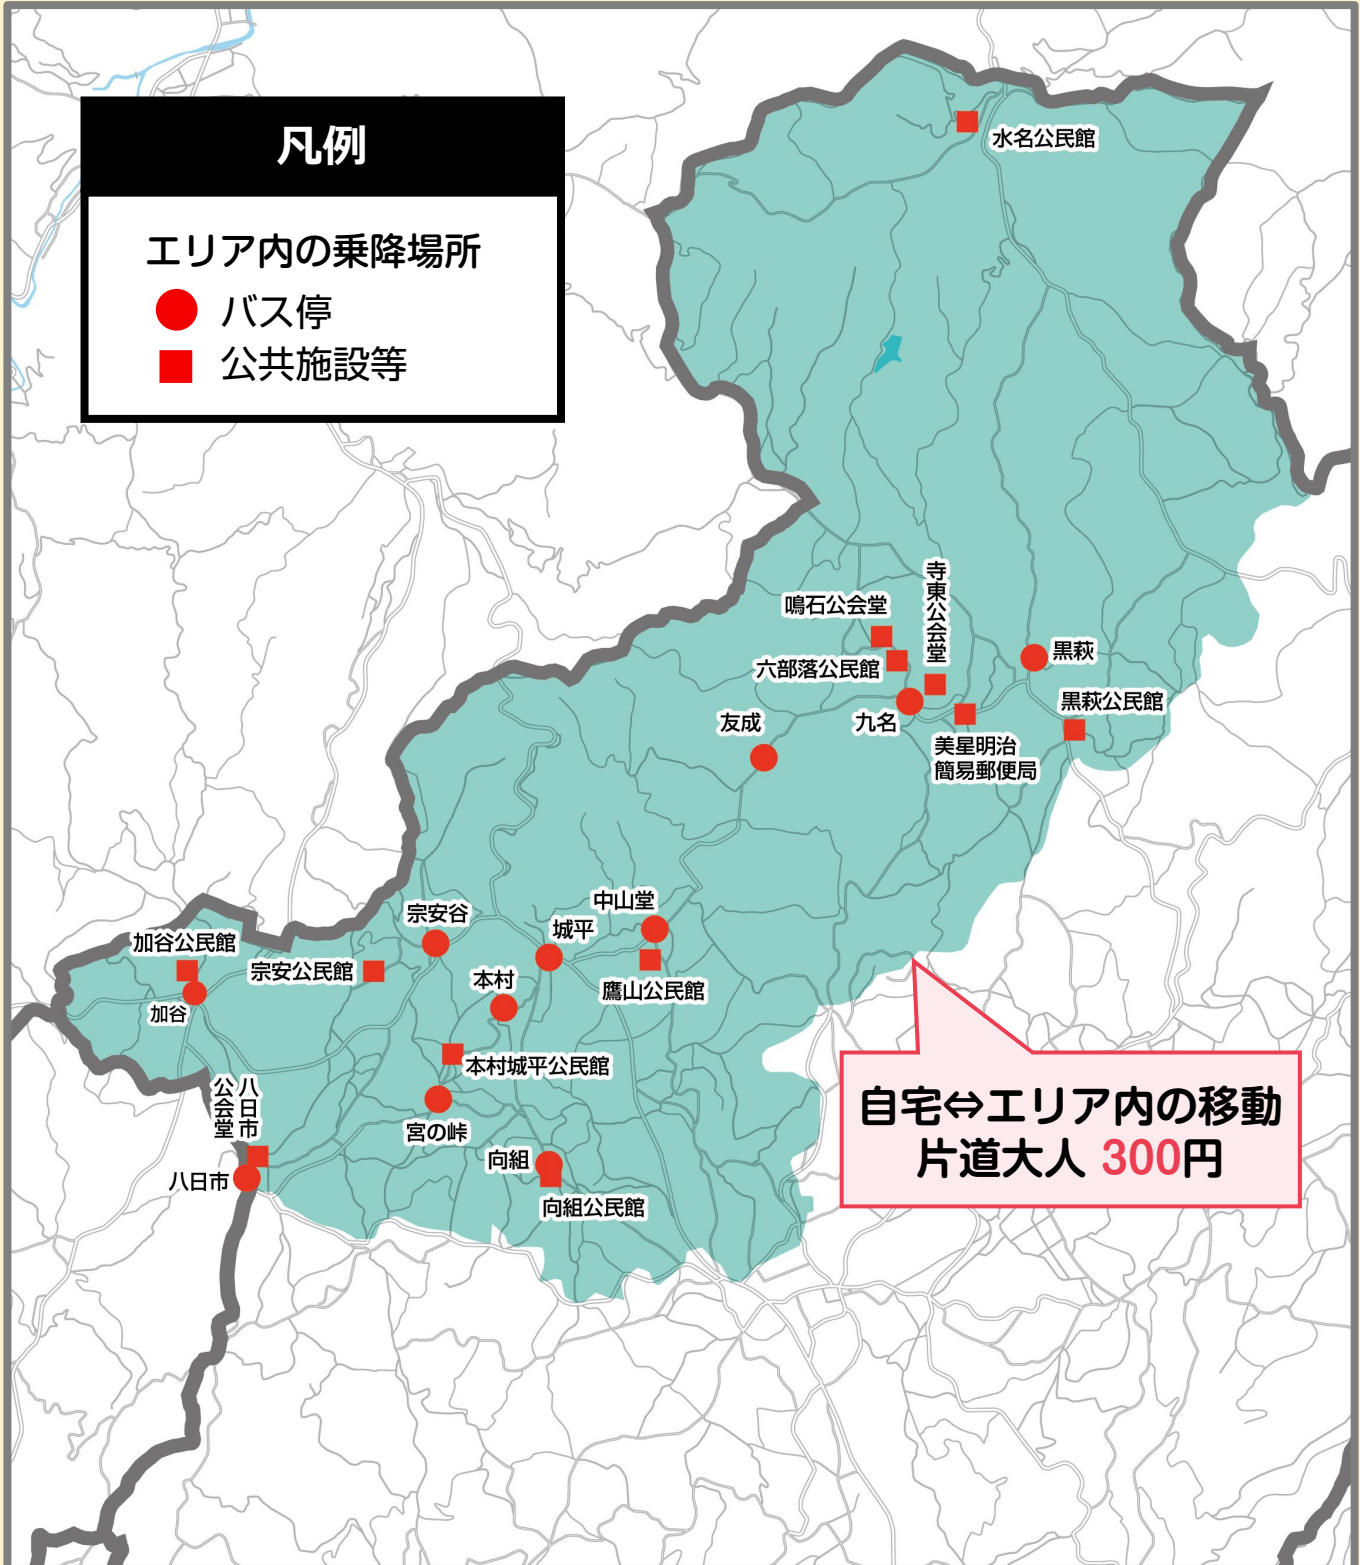 凡例
エリア内の乗降場所
バス停
公共施設等
水名公民館
寺東公会堂
鳴石公会堂
六部落公民館
黒萩
黒萩公民館
友成
九名
美星明治
簡易郵便局
中山堂
宗安谷
城平
加谷公民館
宗安公民館
本村
鷹山公民館
加谷
本村城平公民館
八日市
公会堂
宮の峠
向組
八日市
向組公民館
自宅⇔エリア内の移動
片道大人 300円